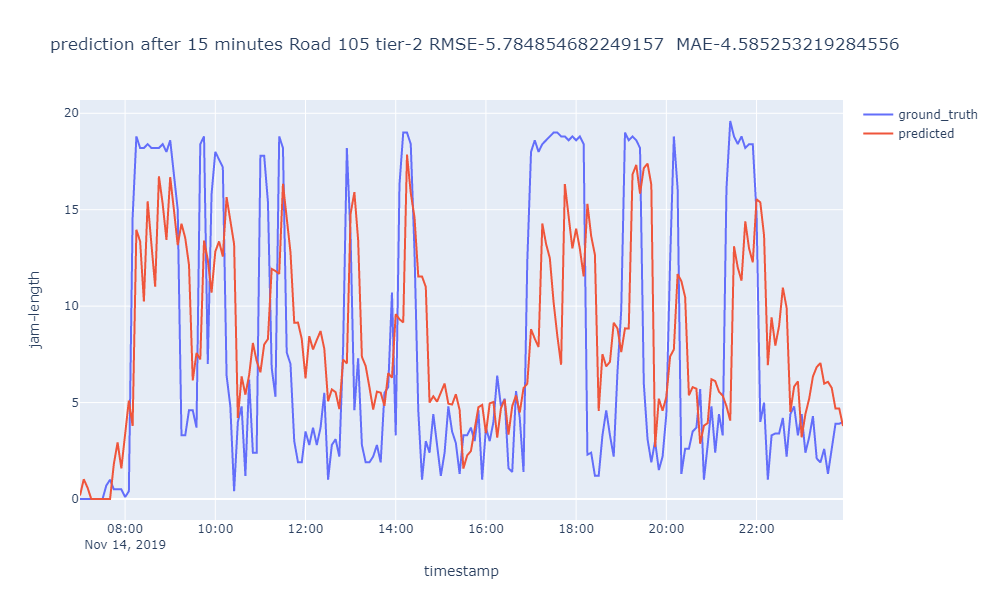 prediction after 15 minutes Road 105 tier-2 RMSE-5.784854682249157  MAE-4.585253219284556
ground_truth
predicted
jam-length
20
15
10
5
0
08:00 10:00 12:00 14:00 16:00 18:00 20:00 22:00
Nov 14, 2019
timestamp